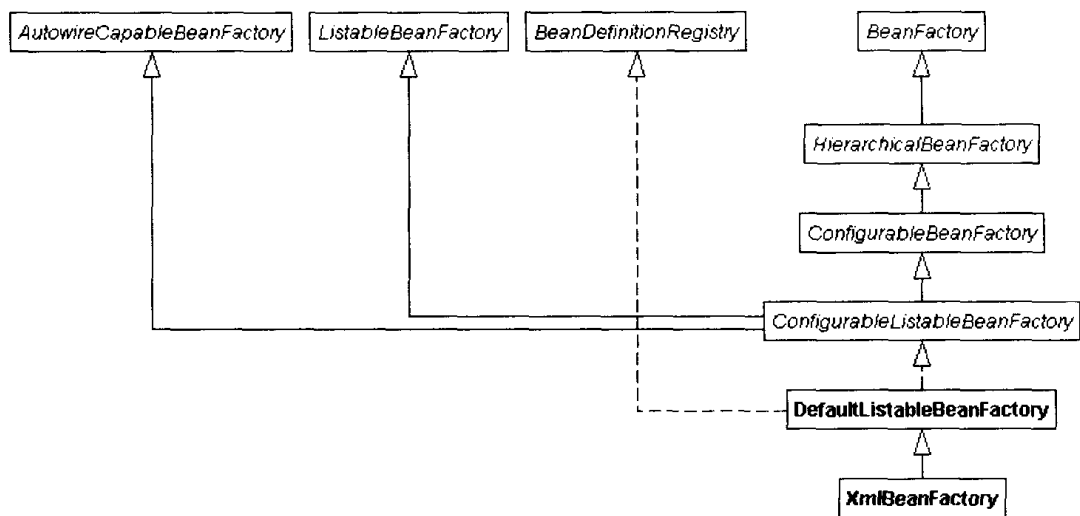 AutowireCapableBeanFactory
ListableBeanFactory
BeanDefinitionRegistry
BeanFactory
HierarchicalBeanFactory
ConfigurableBeanFactory
ConfigurableListableBeanFactory
DefaultListableBeanFactory
XmlBeanFactory